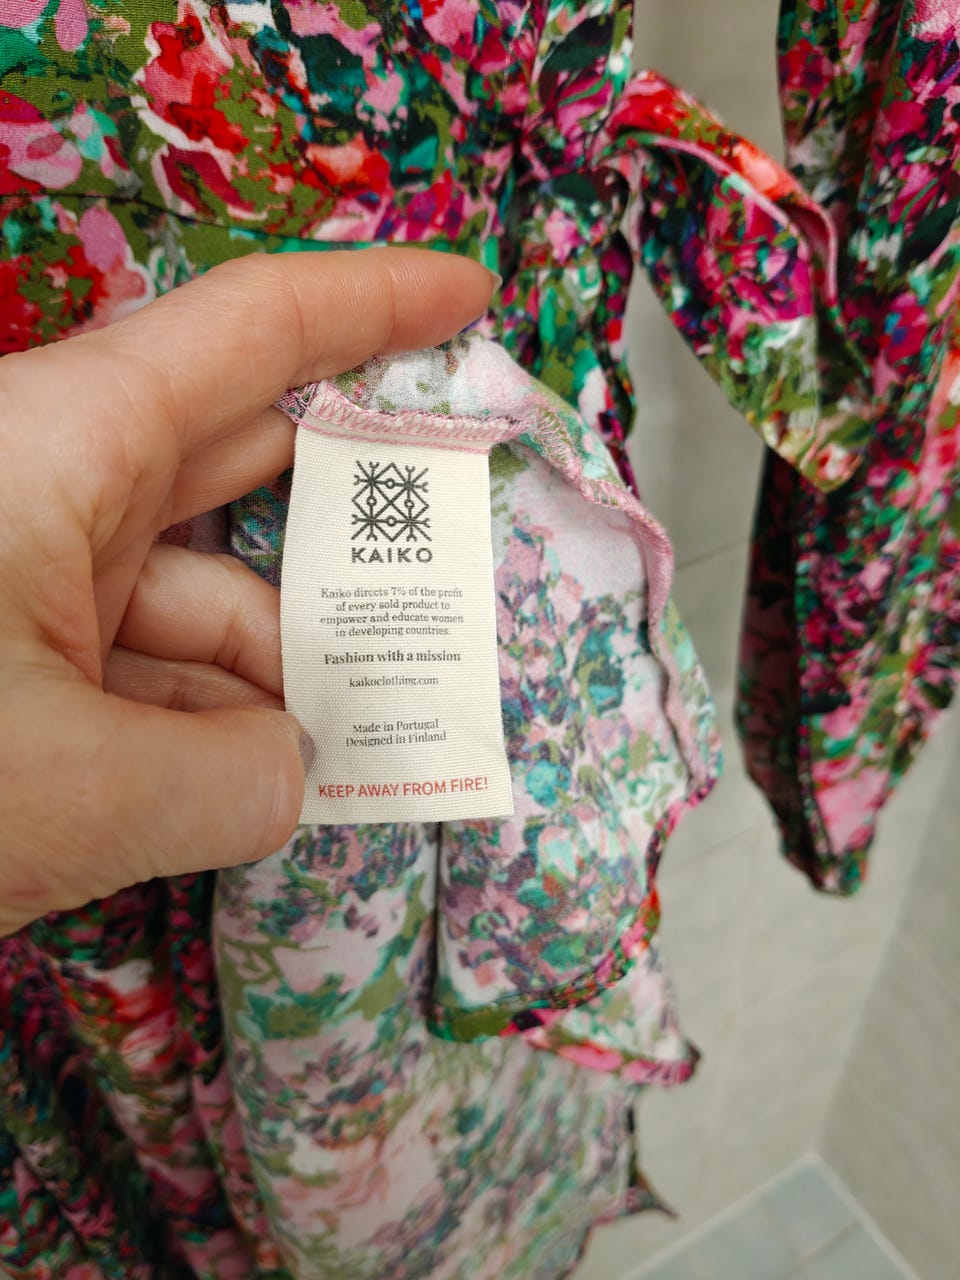 KAIKO
Kaiko directs 7% of the profit
of every sold product to
empower and educate women
in developing countries.
Fashion with a mission
kaikoclothing.com
Made in Portugal
Designed in Finland
KEEP AWAY FROM FIRE!